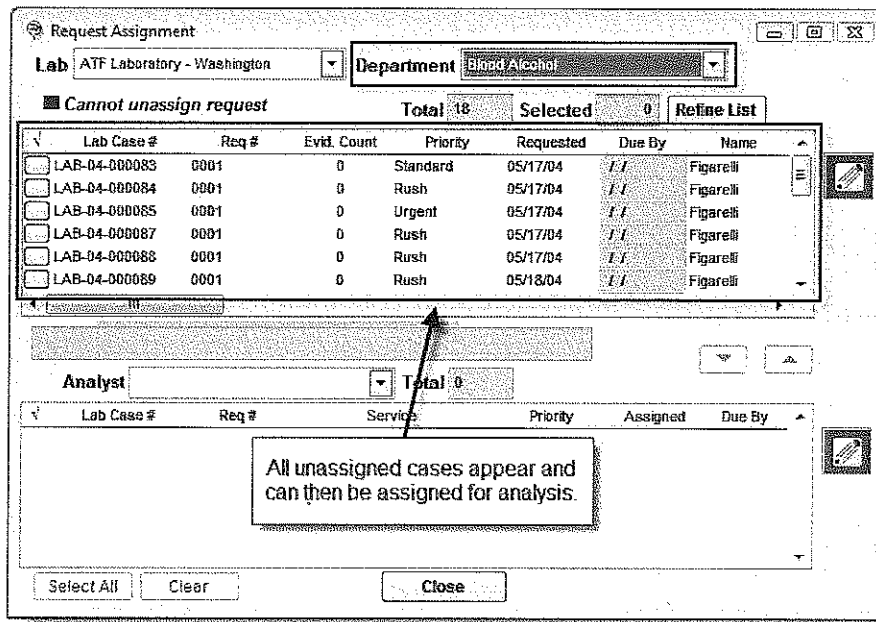 Request Assignment
Lab ATF Laboratory - Washington Department Blood Alcohol
Cannot unassign request Total 18 Selected 0 Refine List
√ Lab Case # Req # Evid. Count Priority Requested Due By Name
LAB-04-000083 0001 0 Standard 05/17/04 / / Figarelli
LAB-04-000084 0001 0 Rush 05/17/04 / / Figarelli
LAB-04-000085 0001 0 Urgent 05/17/04 / / Figarelli
LAB-04-000087 0001 0 Rush 05/17/04 / / Figarelli
LAB-04-000088 0001 0 Rush 05/17/04 / / Figarelli
LAB-04-000089 0001 0 Rush 05/18/04 / / Figarelli
Analyst Total 0
√ Lab Case # Req # Service Priority Assigned Due By
All unassigned cases appear and
can then be assigned for analysis.
Select All Clear Close